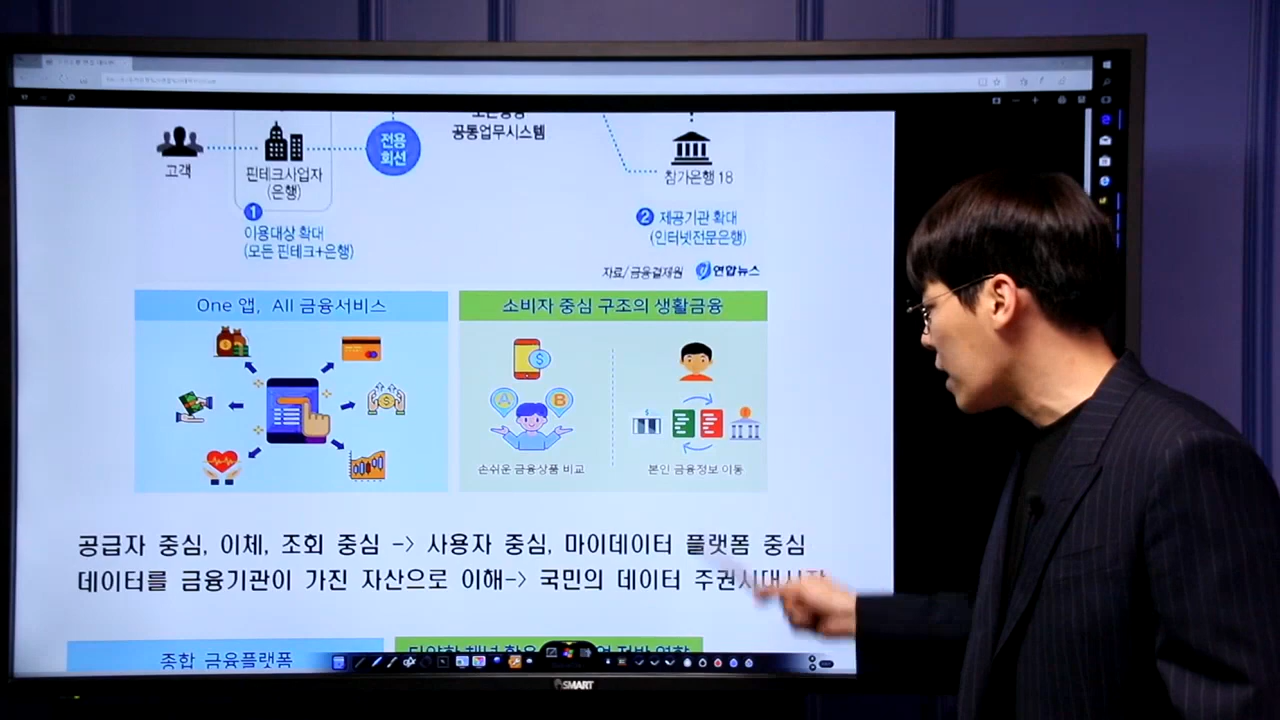 공동업무시스템
고객
핀테크사업자
(은행)
전용
회선
참가은행 18
1
이용대상 확대
(모든 핀테크+은행)
2 제공기관 확대
(인터넷전문은행)
자료/금융결제원 연합뉴스
One 앱, All 금융서비스
소비자 중심 구조의 생활금융
A
B
손쉬운 금융상품 비교
본인 금융정보 이동
공급자 중심, 이체, 조회 중심 -> 사용자 중심, 마이데이터 플랫폼 중심
데이터를 금융기관이 가진 자산으로 이해-> 국민의 데이터 주권시대시작
종합 금융플랫폼
SMART